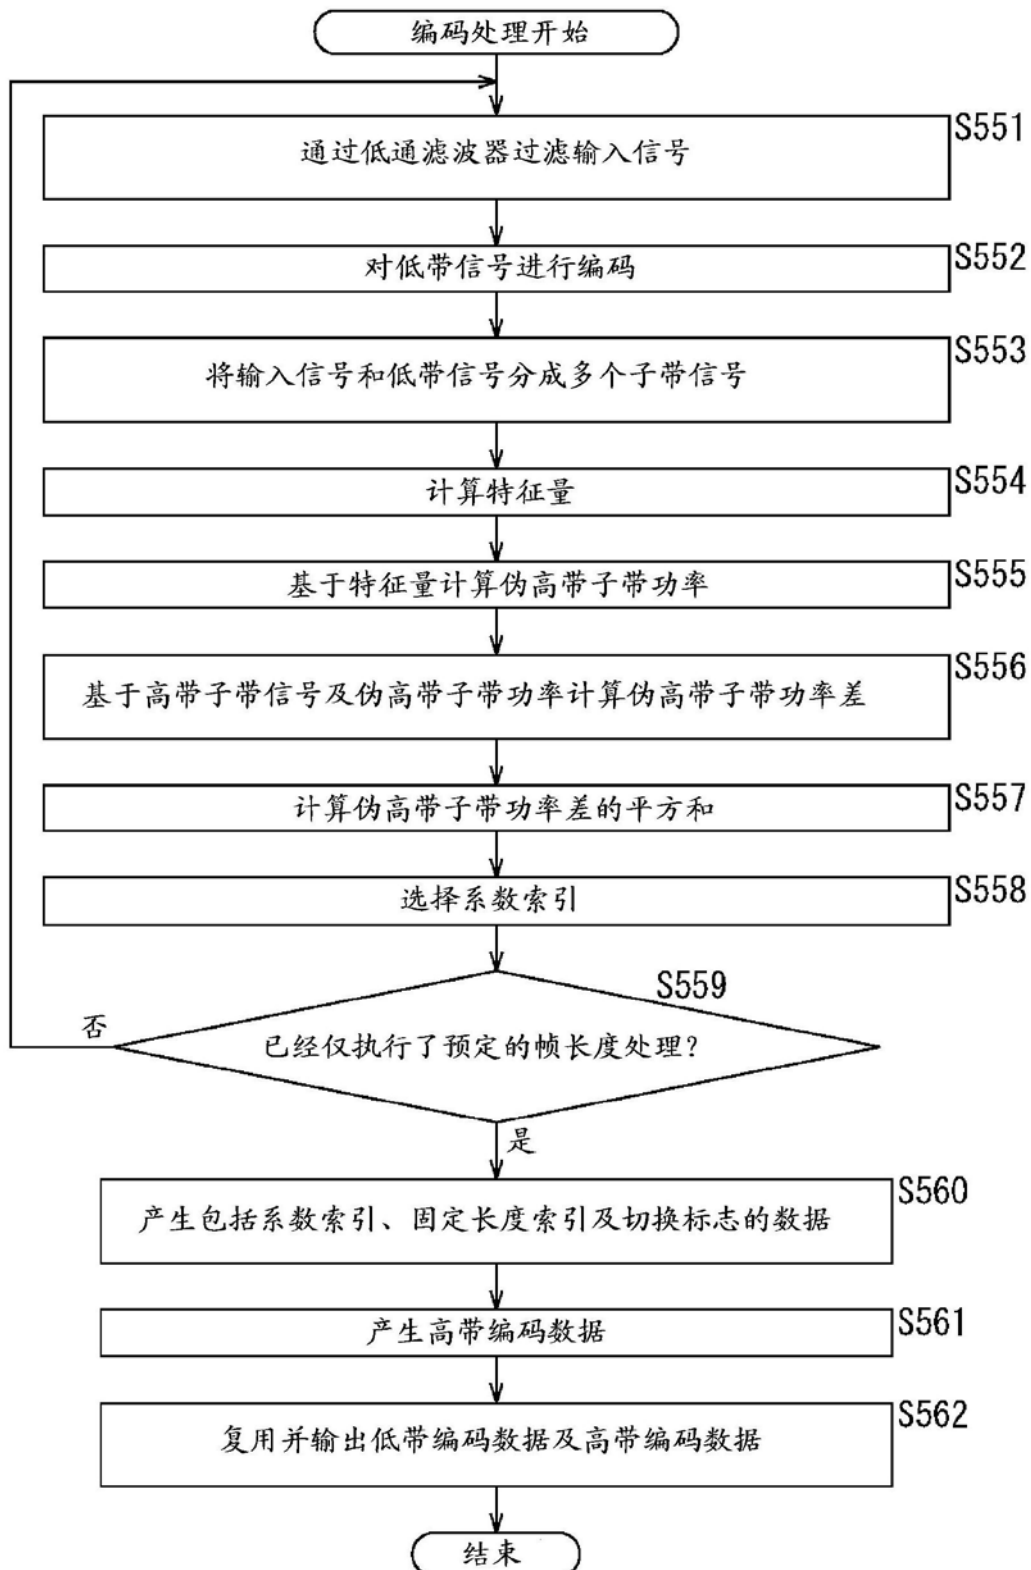 编码处理开始
S551
通过低通滤波器过滤输入信号
S552
对低带信号进行编码
S553
将输入信号和低带信号分成多个子带信号
S554
计算特征量
S555
基于特征量计算伪高带子带功率
S556
基于高带子带信号及伪高带子带功率计算伪高带子带功率差
S557
计算伪高带子带功率差的平方和
S558
选择系数索引
S559
否
已经仅执行了预定的帧长度处理?
是
S560
产生包括系数索引、固定长度索引及切换标志的数据
S561
产生高带编码数据
S562
复用并输出低带编码数据及高带编码数据
结束